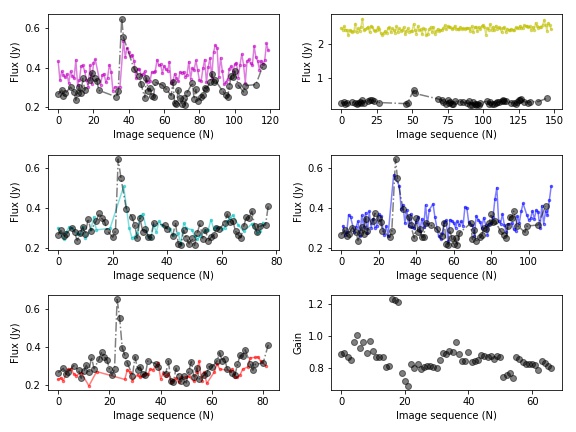 0.6
0.4
0.2
Flux (Jy)
0 20 40 60 80 100 120
Image sequence (N)
2
1
Flux (Jy)
0 25 50 75 100 125 150
Image sequence (N)
0.6
0.4
0.2
Flux (Jy)
0 20 40 60 80
Image sequence (N)
0.6
0.4
0.2
Flux (Jy)
0 20 40 60 80 100
Image sequence (N)
0.6
0.4
0.2
Flux (Jy)
0 20 40 60 80
Image sequence (N)
1.2
1.0
0.8
Gain
0 20 40 60
Image sequence (N)